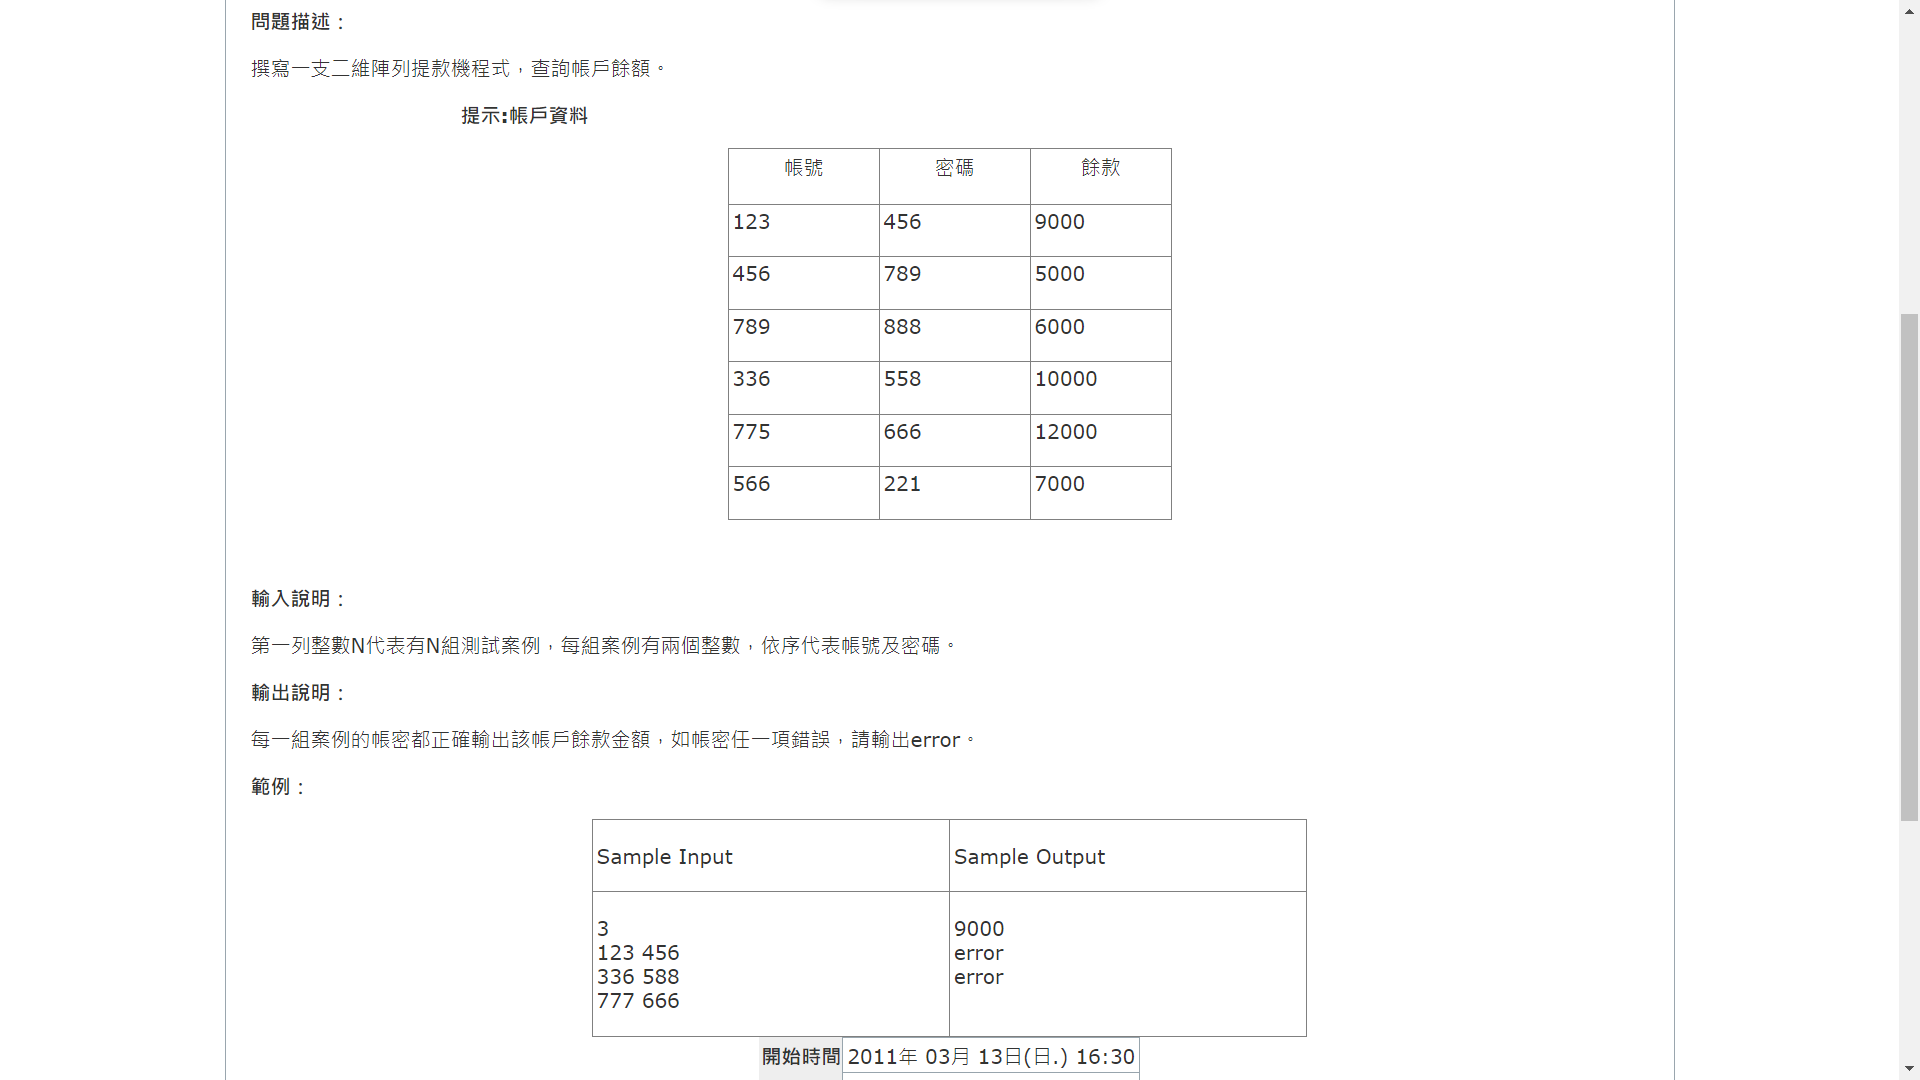 問題描述：
撰寫一支二維陣列提款機程式，查詢帳戶餘額。
提示:帳戶資料
帳號 密碼 餘款
123 456 9000
456 789 5000
789 888 6000
336 558 10000
775 666 12000
566 221 7000
輸入說明：
第一列整數N代表有N組測試案例，每組案例有兩個整數，依序代表帳號及密碼。
輸出說明：
每一組案例的帳密都正確輸出該帳戶餘款金額，如帳密任一項錯誤，請輸出error。
範例：
Sample Input Sample Output
3 9000
123 456 error
336 588 error
777 666
開始時間 2011年 03月 13日(日.) 16:30